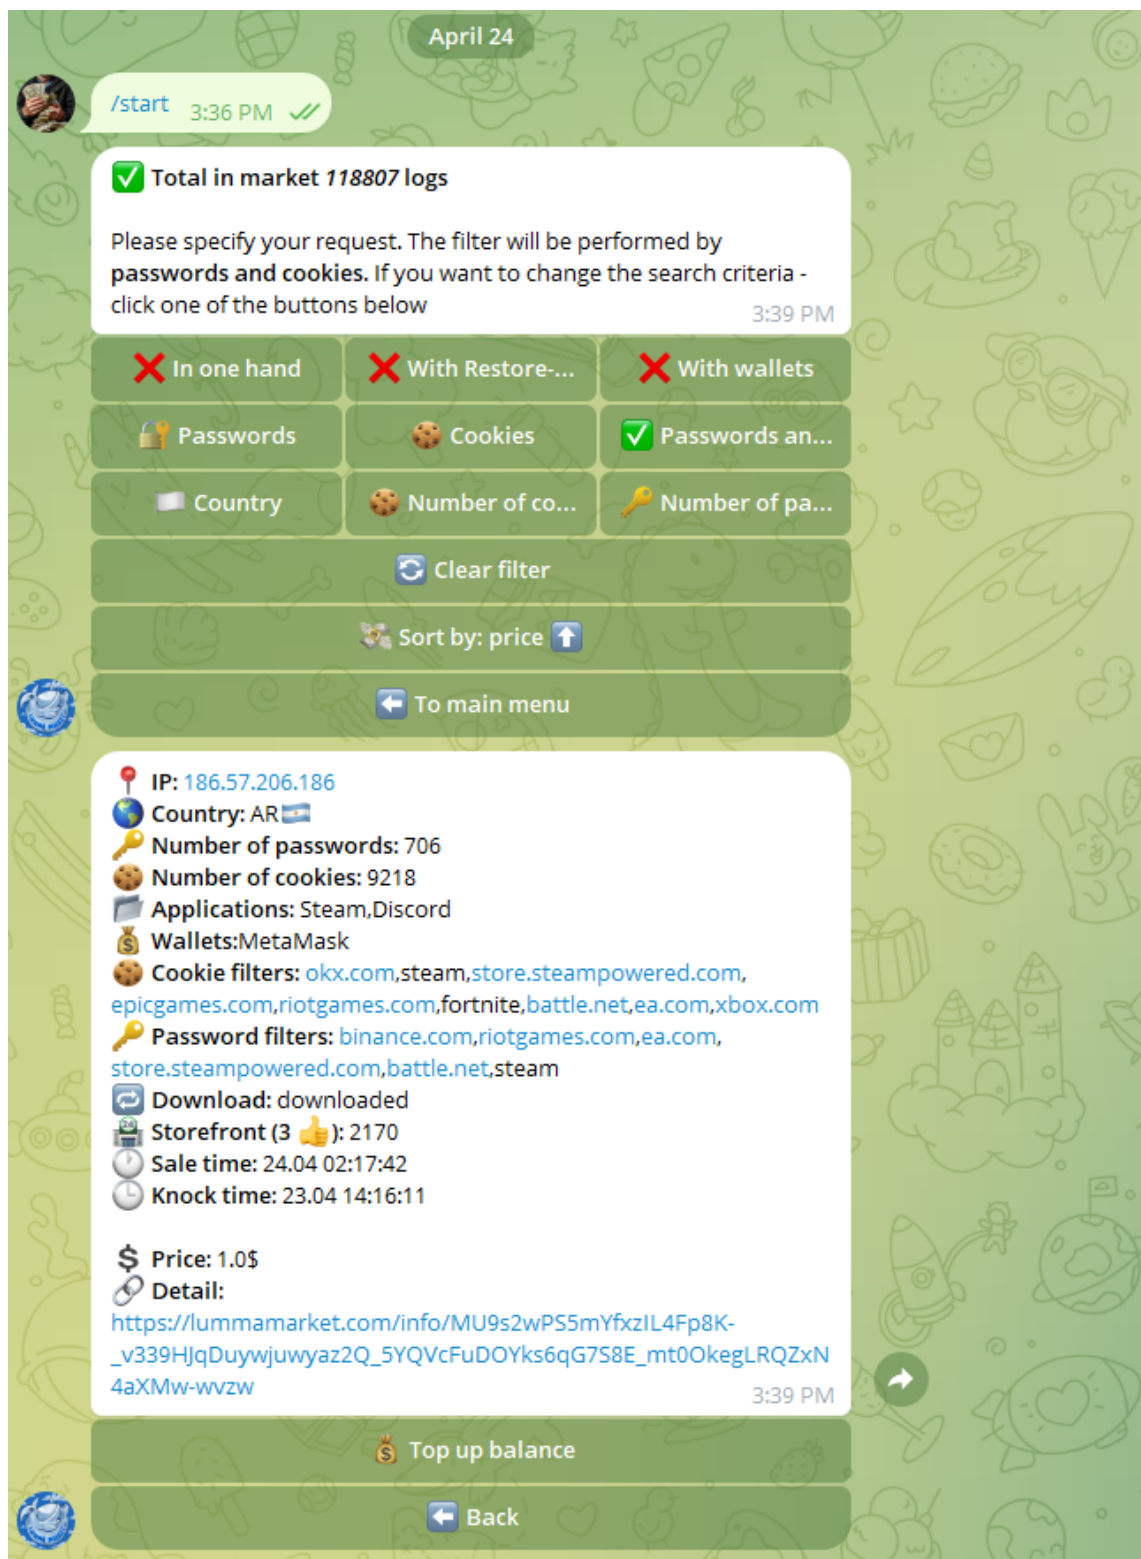 April 24
/start 3:36 PM
Total in market 118807 logs
Please specify your request. The filter will be performed by
passwords and cookies. If you want to change the search criteria -
click one of the buttons below
3:39 PM
In one hand
With Restore-...
With wallets
Passwords
Cookies
Passwords an...
Country
Number of co...
Number of pa...
Clear filter
Sort by: price
To main menu
IP: 186.57.206.186
Country: AR
Number of passwords: 706
Number of cookies: 9218
Applications: Steam,Discord
Wallets:MetaMask
Cookie filters: okx.com,steam,store.steampowered.com,
epicgames.com,riotgames.com,fortnite,battle.net,ea.com,xbox.com
Password filters: binance.com,riotgames.com,ea.com,
store.steampowered.com,battle.net,steam
Download: downloaded
Storefront (3 👍): 2170
Sale time: 24.04 02:17:42
Knock time: 23.04 14:16:11
Price: 1.0$
Detail:
https://lummamarket.com/info/MU9s2wPS5mYfxzIL4Fp8K-
_v339HJqDuywjuwyaz2Q_5YQVcFuDOYks6qG7S8E_mt0OkegLRQZxN
4aXMw-wvzw
3:39 PM
Top up balance
Back